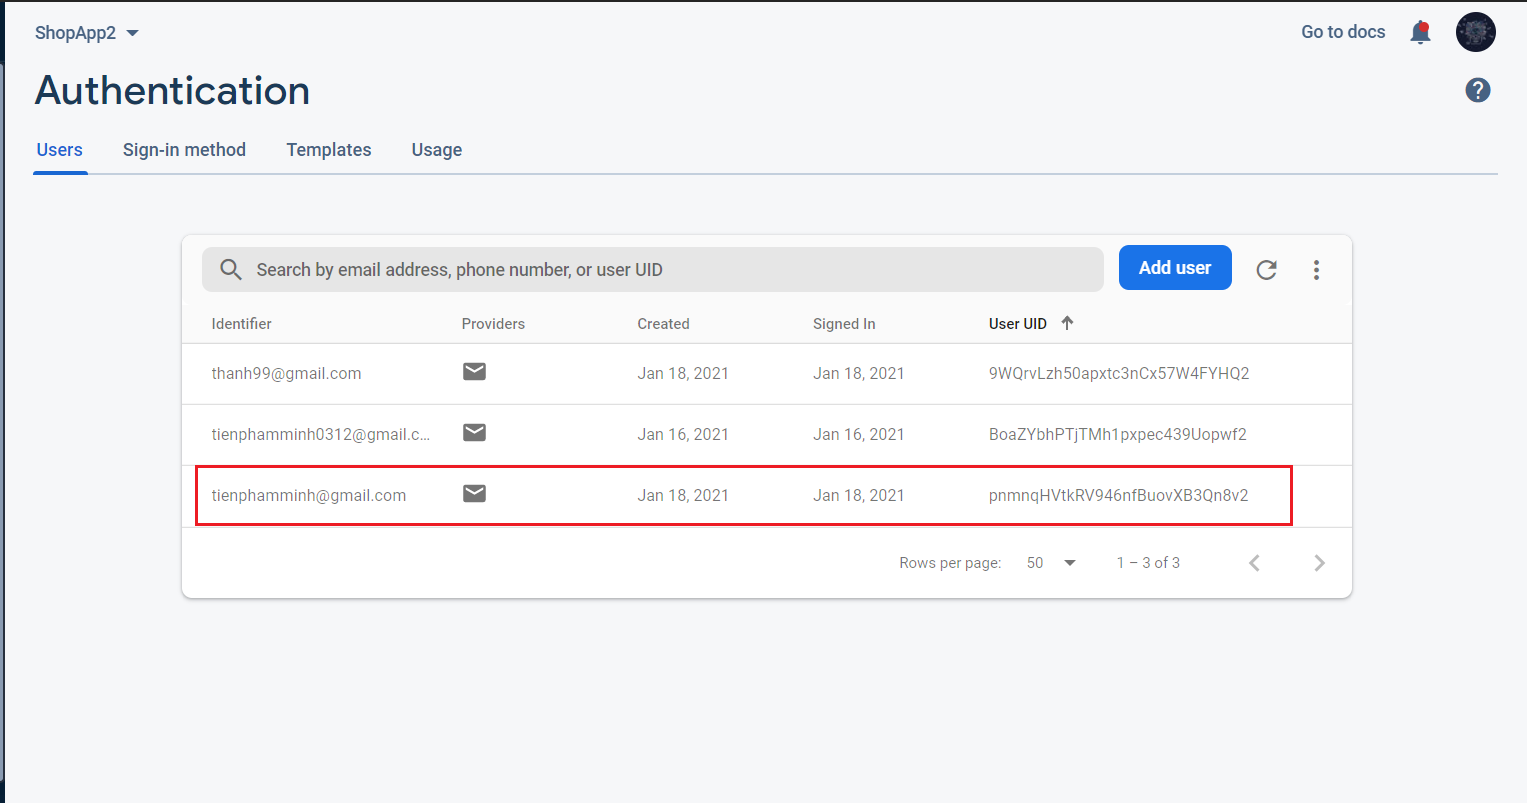 ShopApp2 Go to docs
Authentication
Users Sign-in method Templates Usage
Search by email address, phone number, or user UID Add user
Identifier Providers Created Signed In User UID
thanh99@gmail.com Jan 18, 2021 Jan 18, 2021 9WQrvLzh50apxtc3nCx57W4FYHQ2
tienphamminh0312@gmail.c... Jan 16, 2021 Jan 16, 2021 BoaZYbhPTjTMh1pxpec439Uopwf2
tienphamminh@gmail.com Jan 18, 2021 Jan 18, 2021 pnmnqHVtkRV946nfBuovXB3Qn8v2
Rows per page: 50 1 – 3 of 3